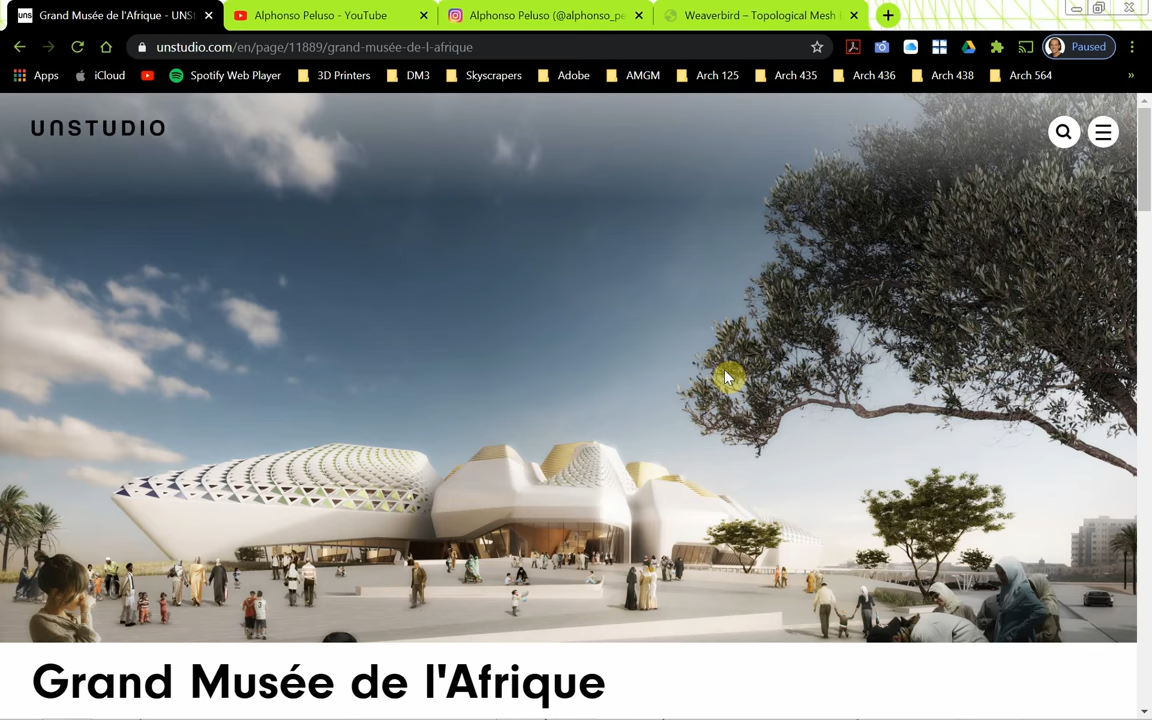 uns Grand Musée de l'Afrique - UNSt
Alphonso Peluso - YouTube
Alphonso Peluso (@alphonso_pe
Weaverbird – Topological Mesh
unstudio.com/en/page/11889/grand-musée-de-l-afrique
Paused
Apps iCloud Spotify Web Player 3D Printers DM3 Skyscrapers Adobe AMGM Arch 125 Arch 435 Arch 436 Arch 438 Arch 564 »
UNSTUDIO
Grand Musée de l'Afrique